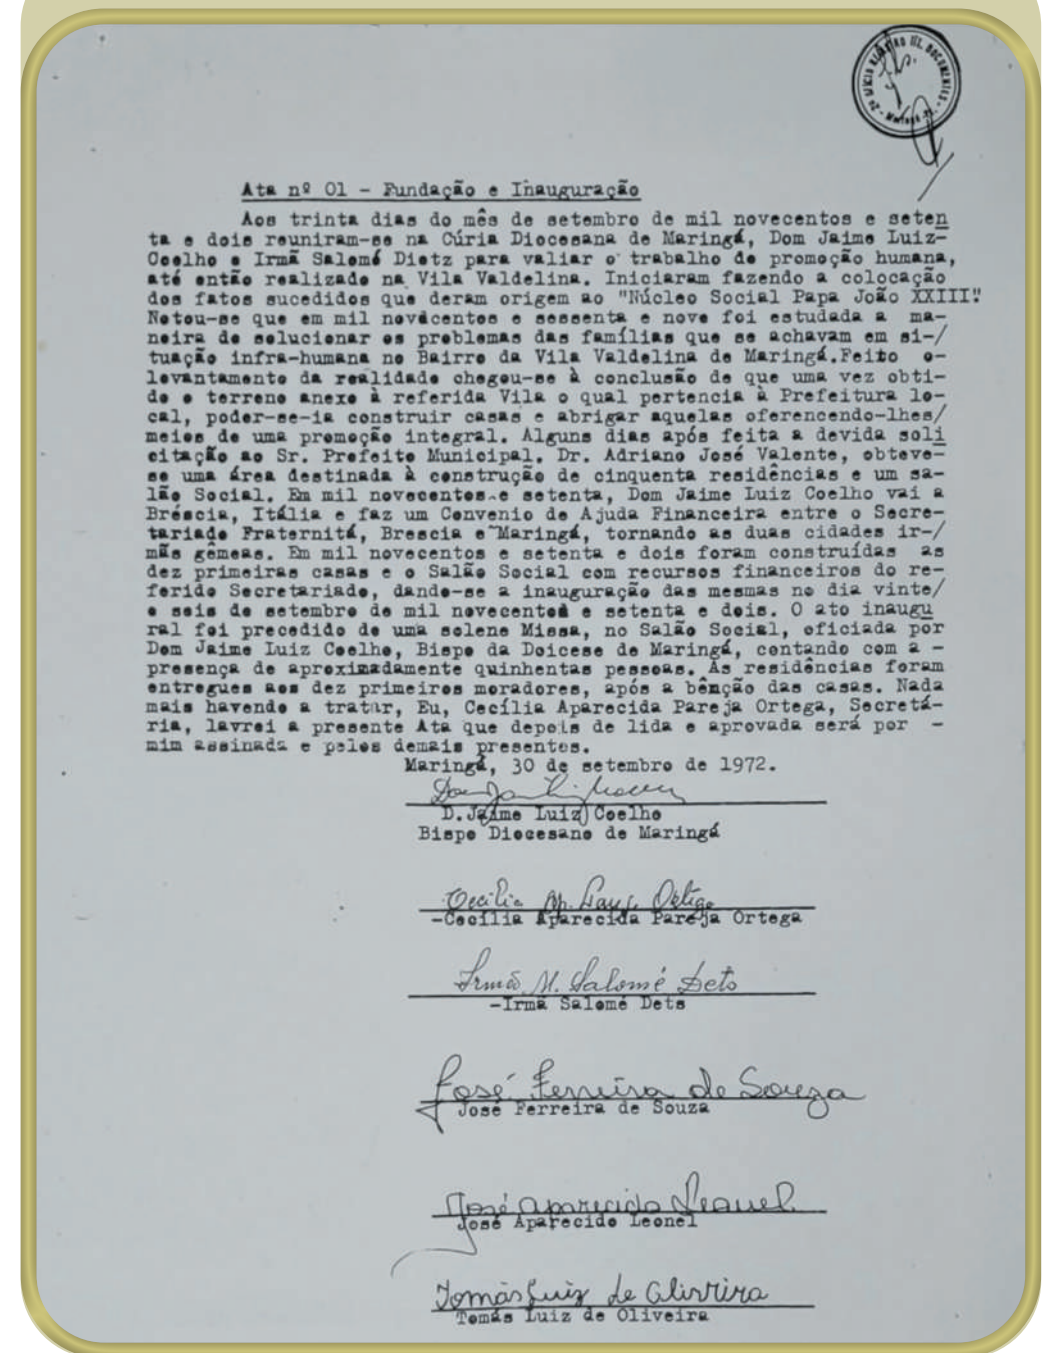 Ata nº 01 - Fundação e Inauguração
Aos trinta dias do mês de setembro de mil novecentos e seten
ta e dois reuniram-se na Cúria Diocesana de Maringá, Dom Jaime Luiz-
Coelho e Irmã Salomé Dietz para valiar o trabalho de promoção humana,
até então realizado na Vila Valdelina. Iniciaram fazendo a colocação
dos fatos sucedidos que deram origem ao "Núcleo Social Papa João XXIII".
Notou-se que em mil novecentos e sessenta e nove foi estudada a ma-
neira de solucionar os problemas das famílias que se achavam em si-/
tuação infra-humana no Bairro da Vila Valdelina de Maringá.Feito o-
levantamento da realidade chegou-se à conclusão de que uma vez obti-
do o terreno anexo à referida Vila o qual pertencia à Prefeitura lo-
cal, poder-se-ia construir casas e abrigar aquelas oferencendo-lhes/
meios de uma promoção integral. Alguns dias após feita a devida soli
citação ao Sr. Prefeito Municipal, Dr. Adriano José Valente, obteve-
se uma área destinada à construção de cinquenta residências e um sa-
lão Social. Em mil novecentos e setenta, Dom Jaime Luiz Coelho vai a
Bréscia, Itália e faz um Convenio de Ajuda Financeira entre o Secre-
tariado Fraternitá, Brescia e Maringá, tornando as duas cidades ir-/
mãs gêmeas. Em mil novecentos e setenta e dois foram construídas as
dez primeiras casas e o Salão Social com recursos financeiros do re-
ferido Secretariado, dando-se a inauguração das mesmas no dia vinte/
e seis de setembro de mil novecentos e setenta e dois. O ato inaugu
ral foi precedido de uma solene Missa, no Salão Social, oficiada por
Dom Jaime Luiz Coelho, Bispo da Doicese de Maringá, contando com a -
presença de aproximadamente quinhentas pessoas. As residências foram
entregues aos dez primeiros moradores, após a bênção das casas. Nada
mais havendo a tratar, Eu, Cecília Aparecida Pareja Ortega, Secretá-
ria, lavrei a presente Ata que depois de lida e aprovada será por -
mim assinada e pelos demais presentes.
Maringá, 30 de setembro de 1972.
D.Jaime Luiz Coelho
Bispo Diocesano de Maringá
Cecília Ap. Ortega
-Cecília Aparecida Pareja Ortega
Irmã M. Salomé Dets
-Irmã Salomé Dets
José Ferreira de Souza
José Ferreira de Souza
José Aparecido Leonel
José Aparecido Leonel
Tomás Luiz de Oliveira
Tomás Luiz de Oliveira